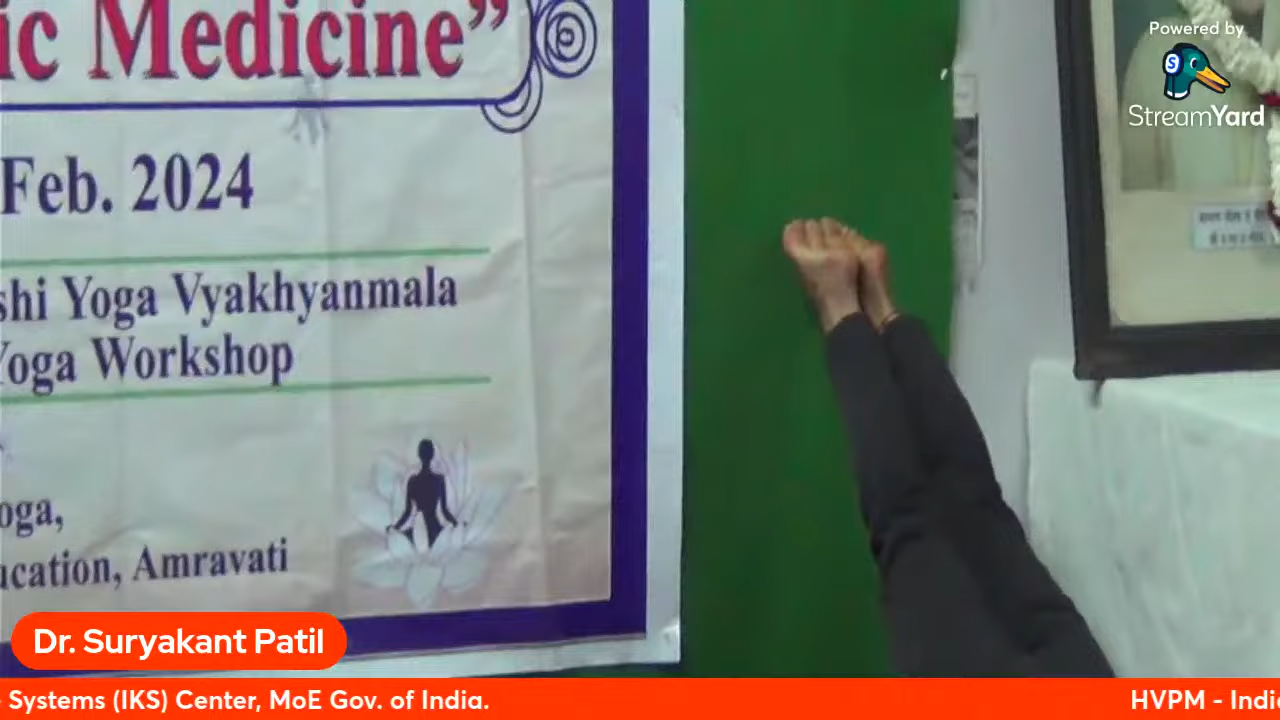 ic Medicine”
Feb. 2024
shi Yoga Vyakhyanmala
Yoga Workshop
oga,
ucation, Amravati
Powered by
StreamYard
Dr. Suryakant Patil
Systems (IKS) Center, MoE Gov. of India.
HVPM - Indi